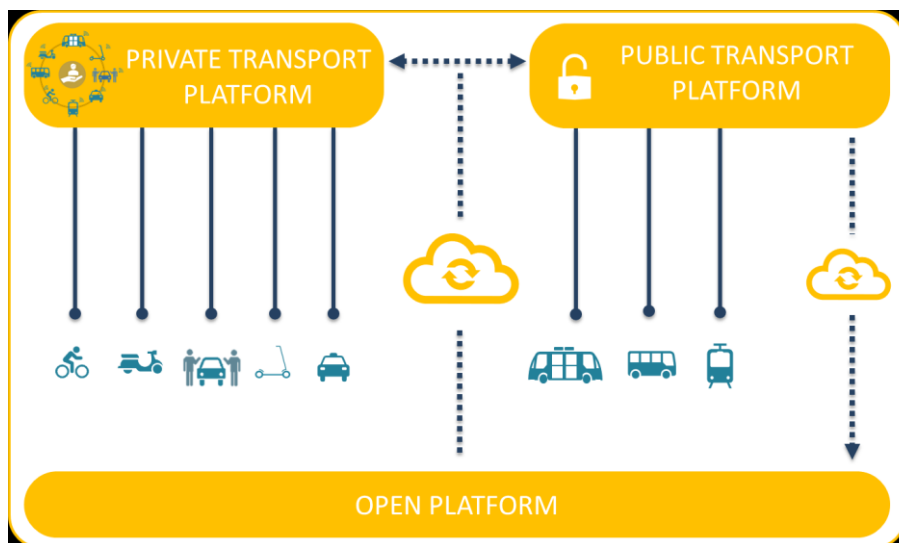 PRIVATE TRANSPORT
PLATFORM
PUBLIC TRANSPORT
PLATFORM
OPEN PLATFORM